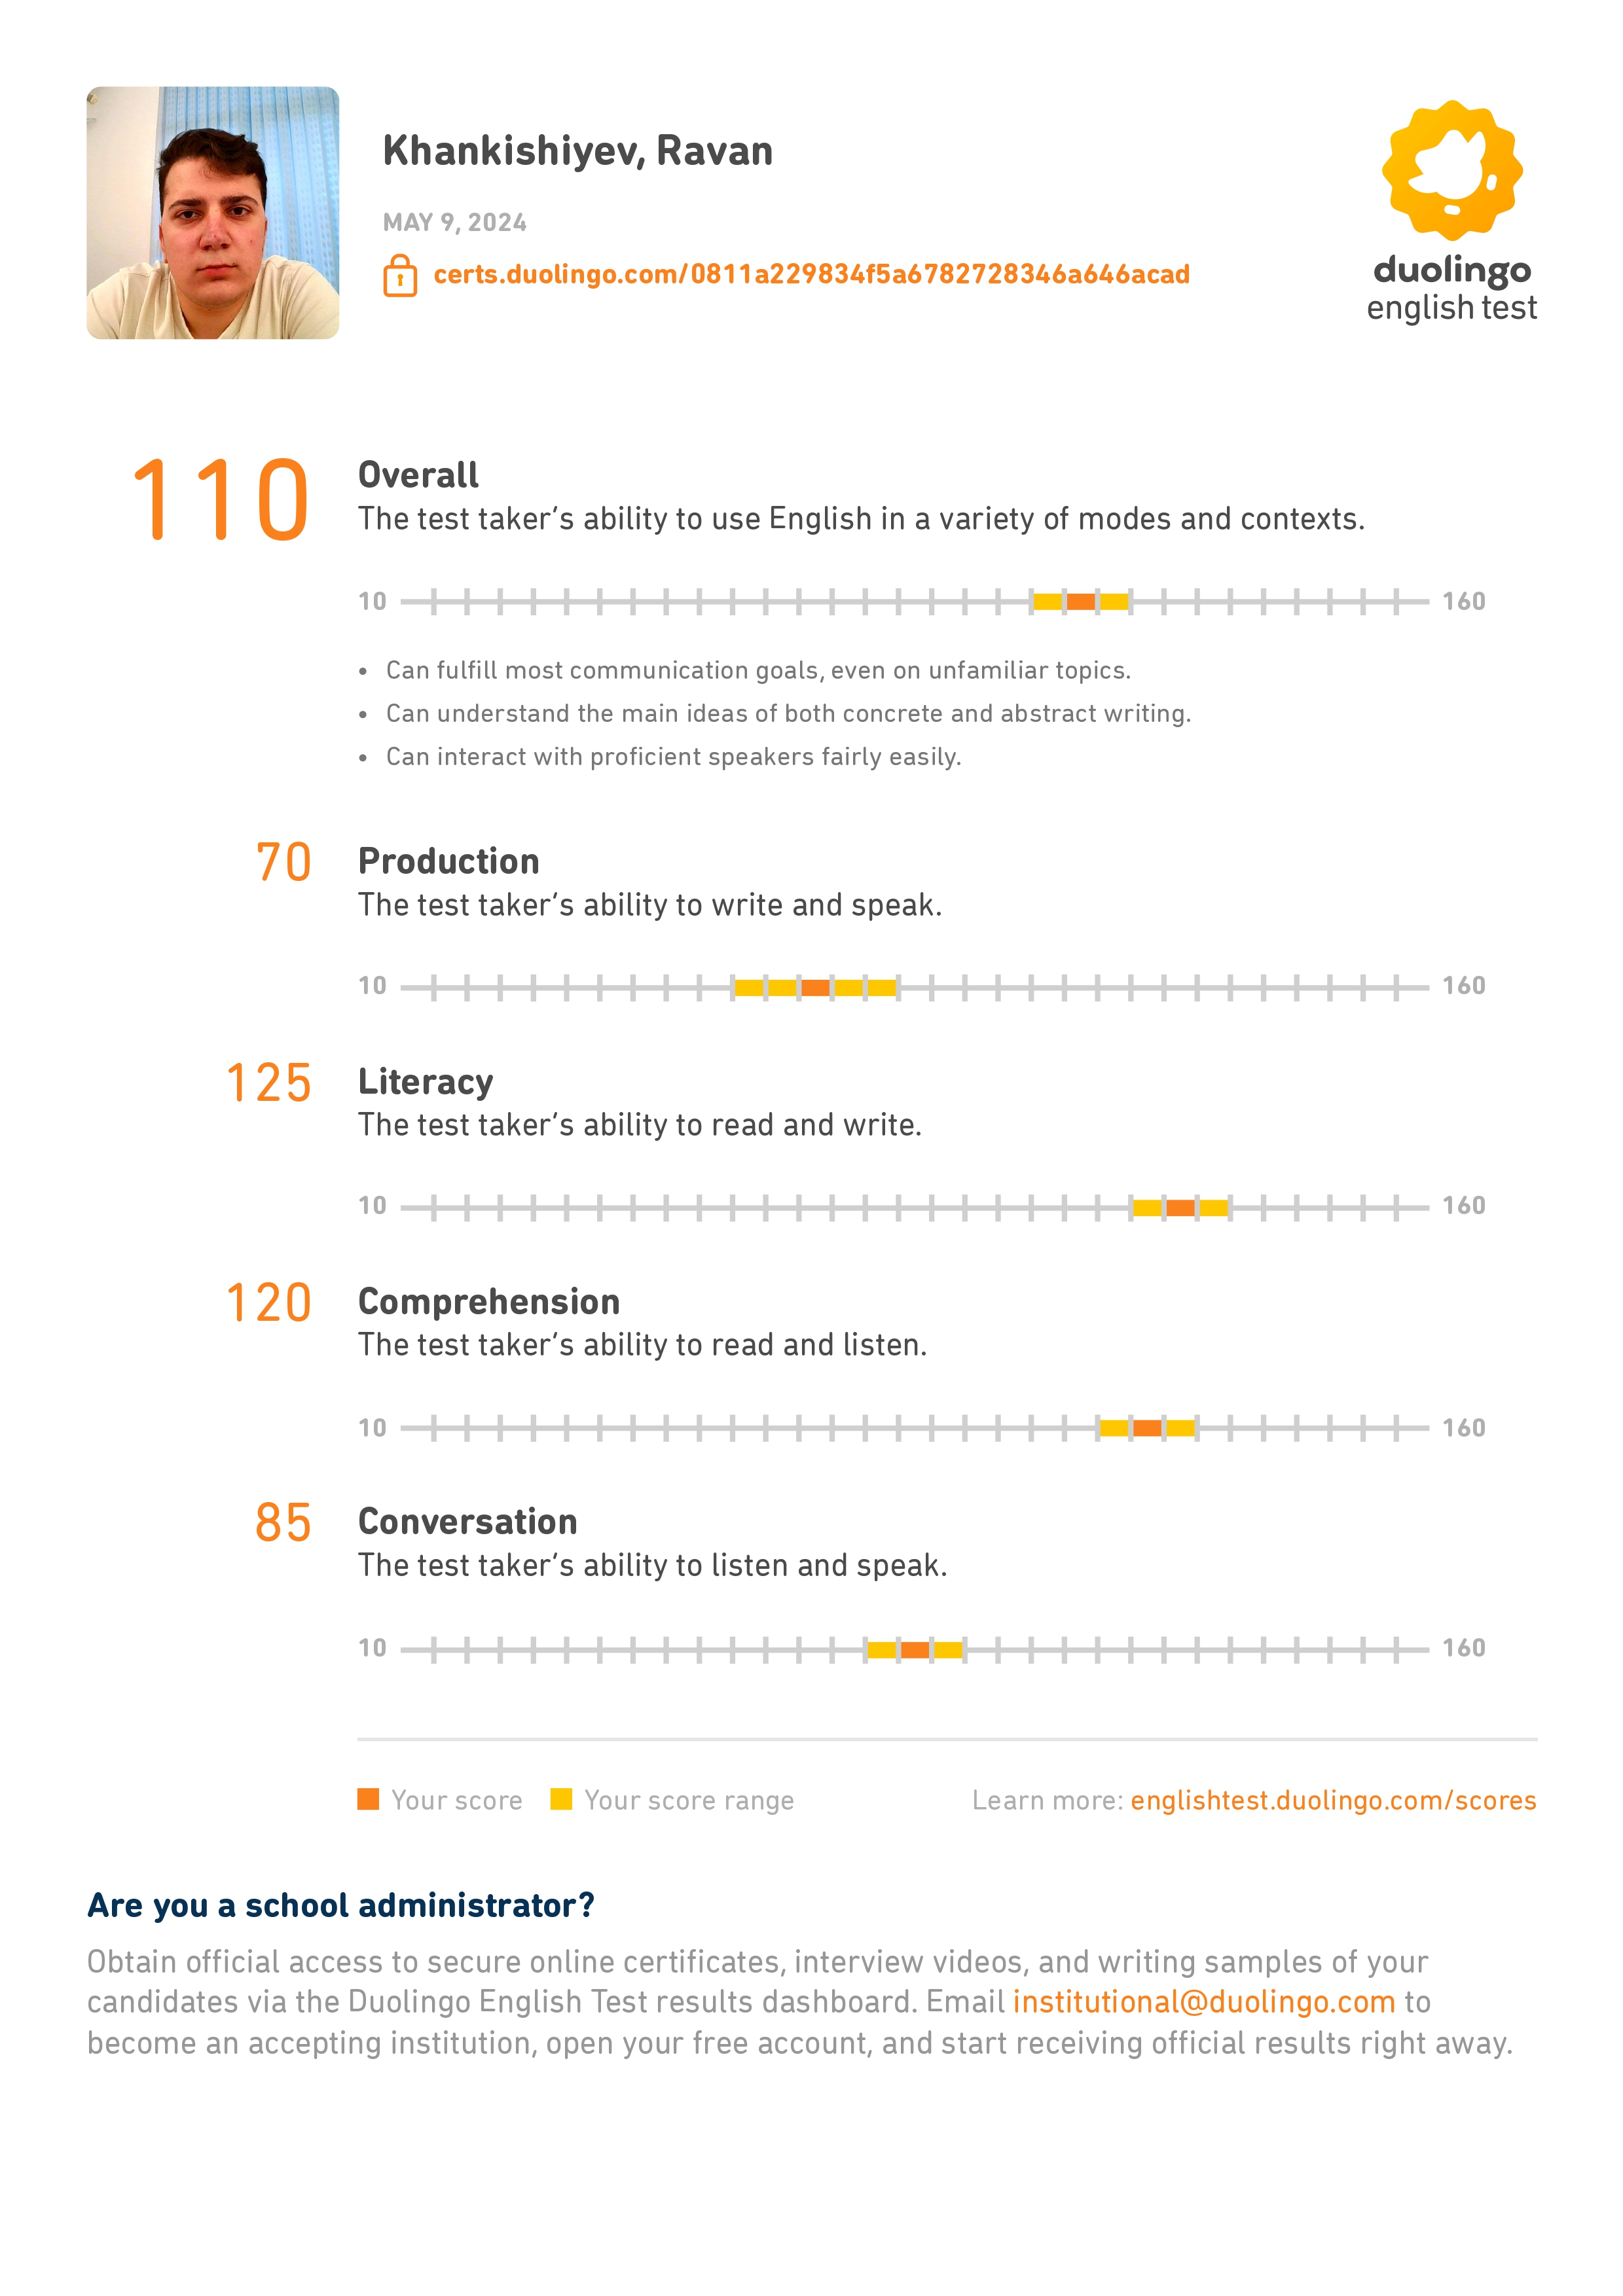 Khankishiyev, Ravan
MAY 9, 2024
certs.duolingo.com/0811a229834f5a6782728346a646acad
duolingo
english test
110
Overall
The test taker's ability to use English in a variety of modes and contexts.
10 160
• Can fulfill most communication goals, even on unfamiliar topics.
• Can understand the main ideas of both concrete and abstract writing.
• Can interact with proficient speakers fairly easily.
70 Production
The test taker's ability to write and speak.
10 160
125 Literacy
The test taker's ability to read and write.
10 160
120 Comprehension
The test taker's ability to read and listen.
10 160
85 Conversation
The test taker's ability to listen and speak.
10 160
Your score Your score range Learn more: englishtest.duolingo.com/scores
Are you a school administrator?
Obtain official access to secure online certificates, interview videos, and writing samples of your
candidates via the Duolingo English Test results dashboard. Email institutional@duolingo.com to
become an accepting institution, open your free account, and start receiving official results right away.